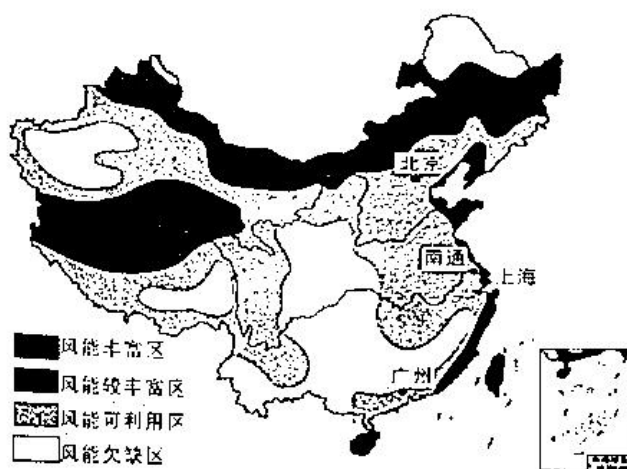 北京
南通
上海
广州
风能丰富区
风能较丰富区
风能可利用区
风能欠缺区